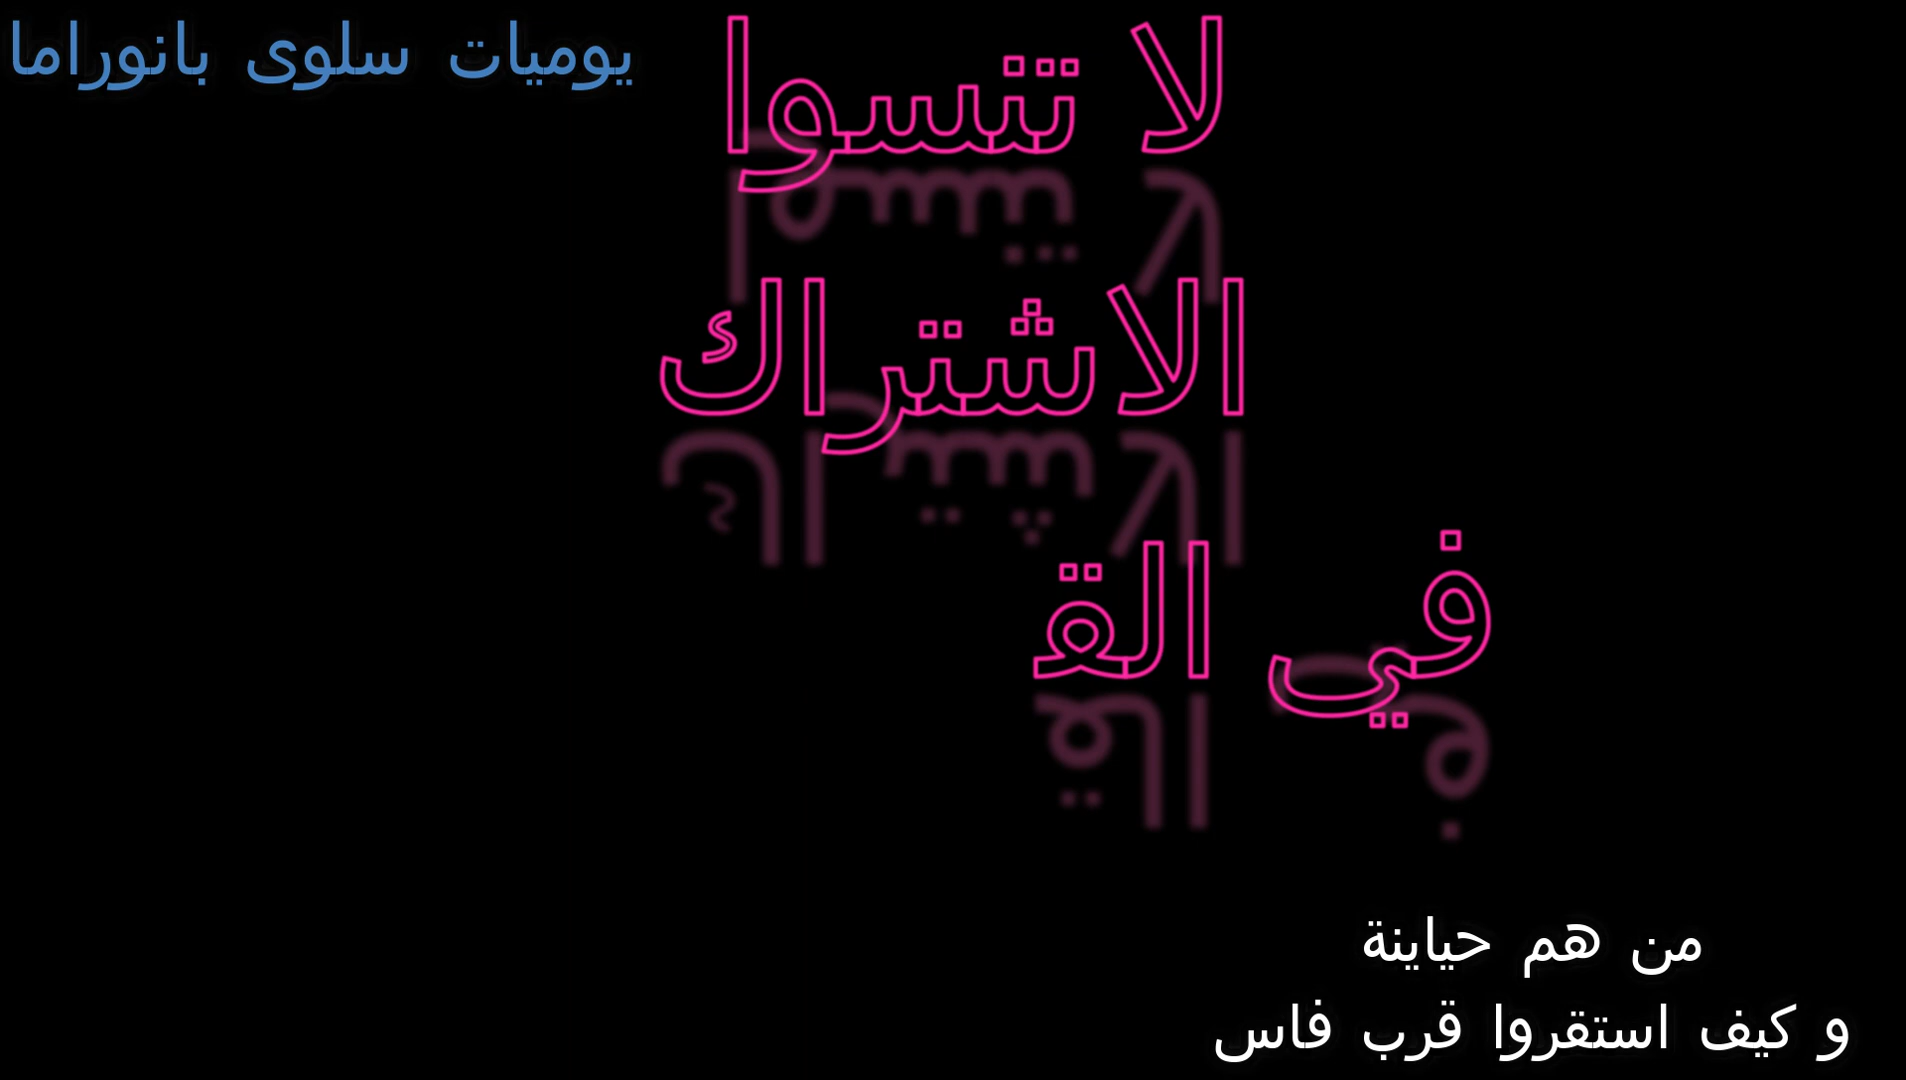 يوميات سلوى بانوراما
لا تنسوا
الاشتراك
في القـ
من هم حياينة
و كيف استقروا قرب فاس